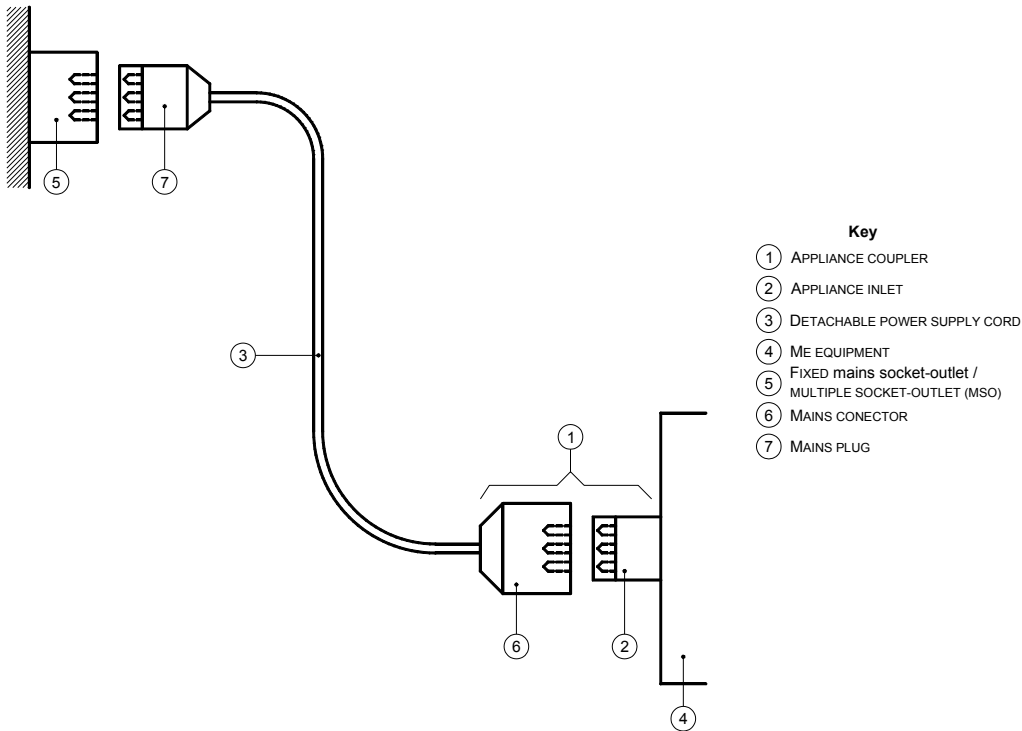 5
7
3
1
6
2
4
Key
1 APPLIANCE COUPLER
2 APPLIANCE INLET
3 DETACHABLE POWER SUPPLY CORD
4 ME EQUIPMENT
5 FIXED mains socket-outlet /
MULTIPLE SOCKET-OUTLET (MSO)
6 MAINS CONECTOR
7 MAINS PLUG